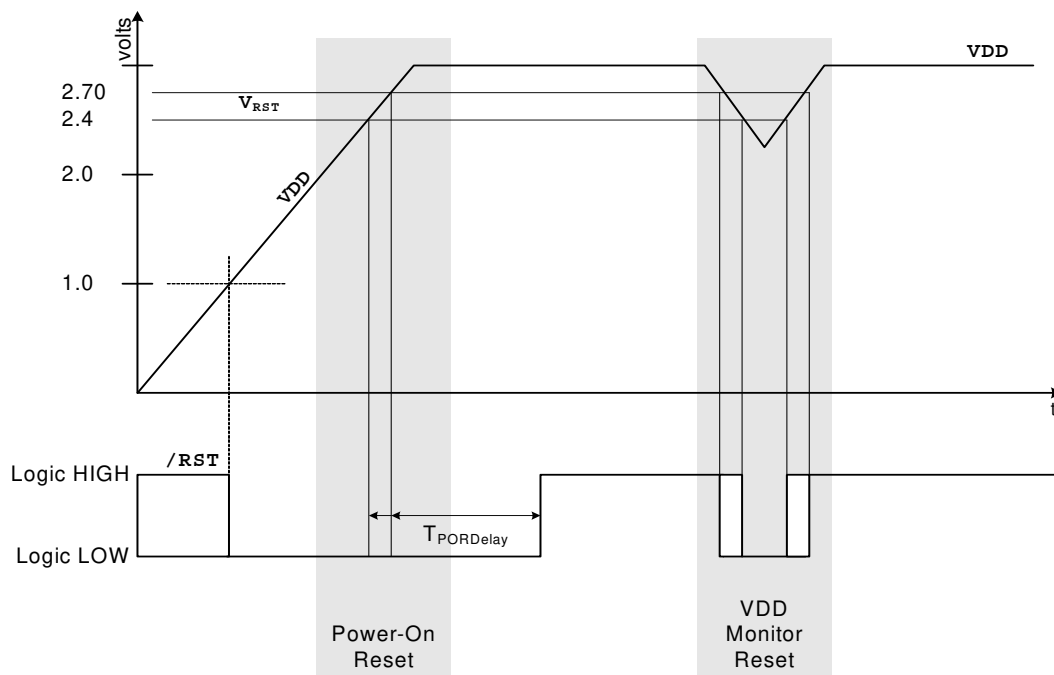 volts
VDD
2.70
V_RST
2.4
2.0
VDD
1.0
t
/RST
Logic HIGH
T_PORDelay
Logic LOW
Power-On
Reset
VDD
Monitor
Reset